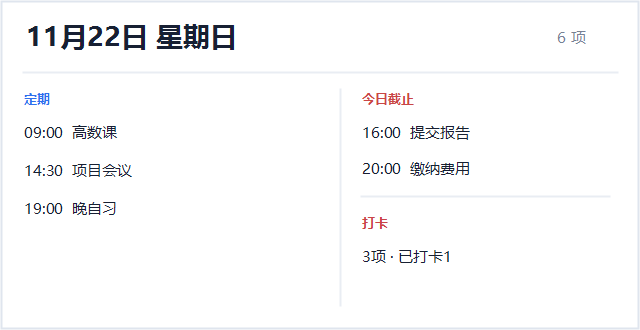 11月22日 星期日
6 项
定期
09:00 高数课
14:30 项目会议
19:00 晚自习
今日截止
16:00 提交报告
20:00 缴纳费用
打卡
3项 · 已打卡1